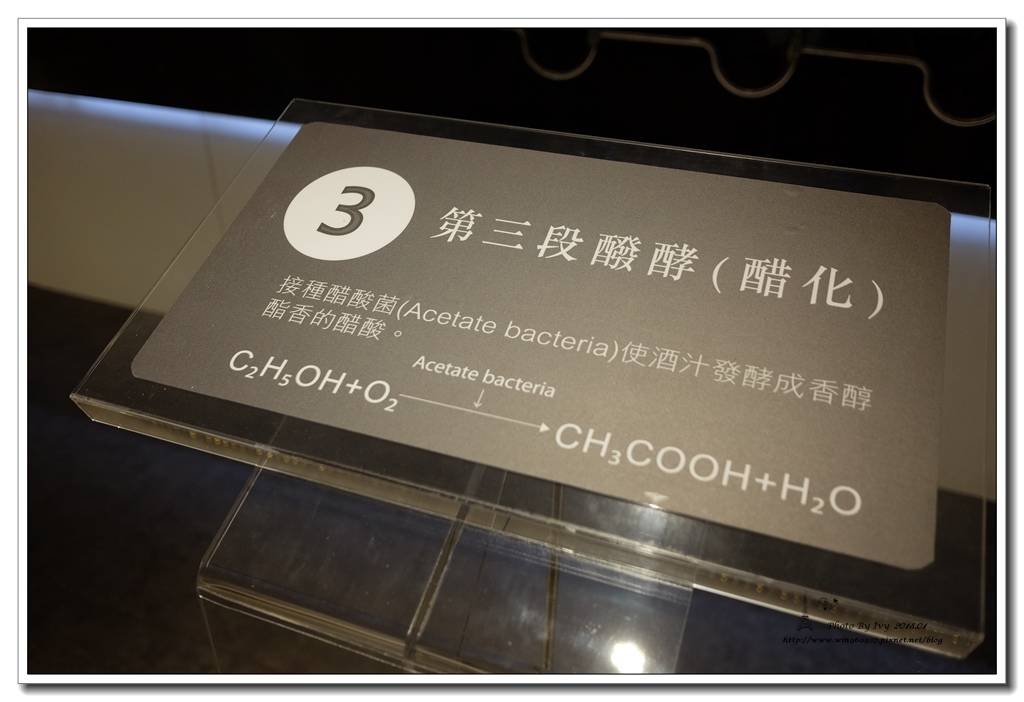 3
第三段醱酵(醋化)
接種醋酸菌(Acetate bacteria)使酒汁發酵成香醇
酯香的醋酸。
Acetate bacteria
↓
C₂H₅OH+O₂ → CH₃COOH+H₂O
Photo By Ivy 2016.01